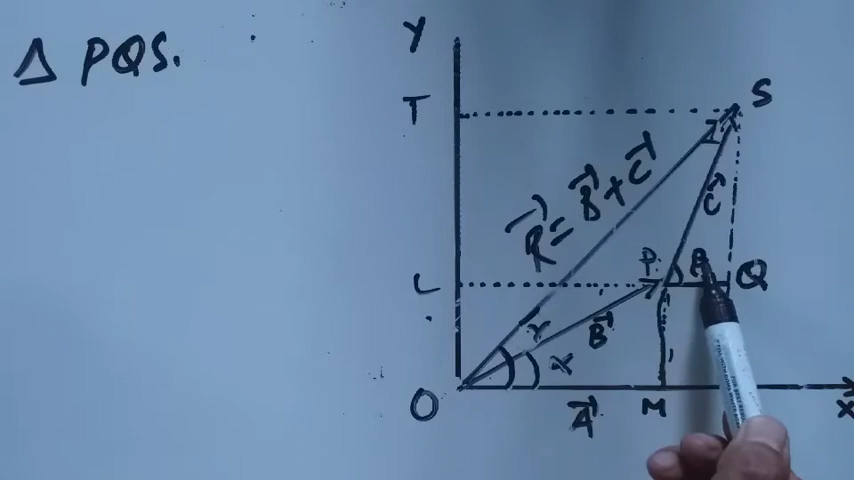 Δ PQS.
Y
T
S
R⃗ = B⃗ + C⃗
C⃗
L
P
β
Q
γ
B⃗
α
O
A⃗
M
X